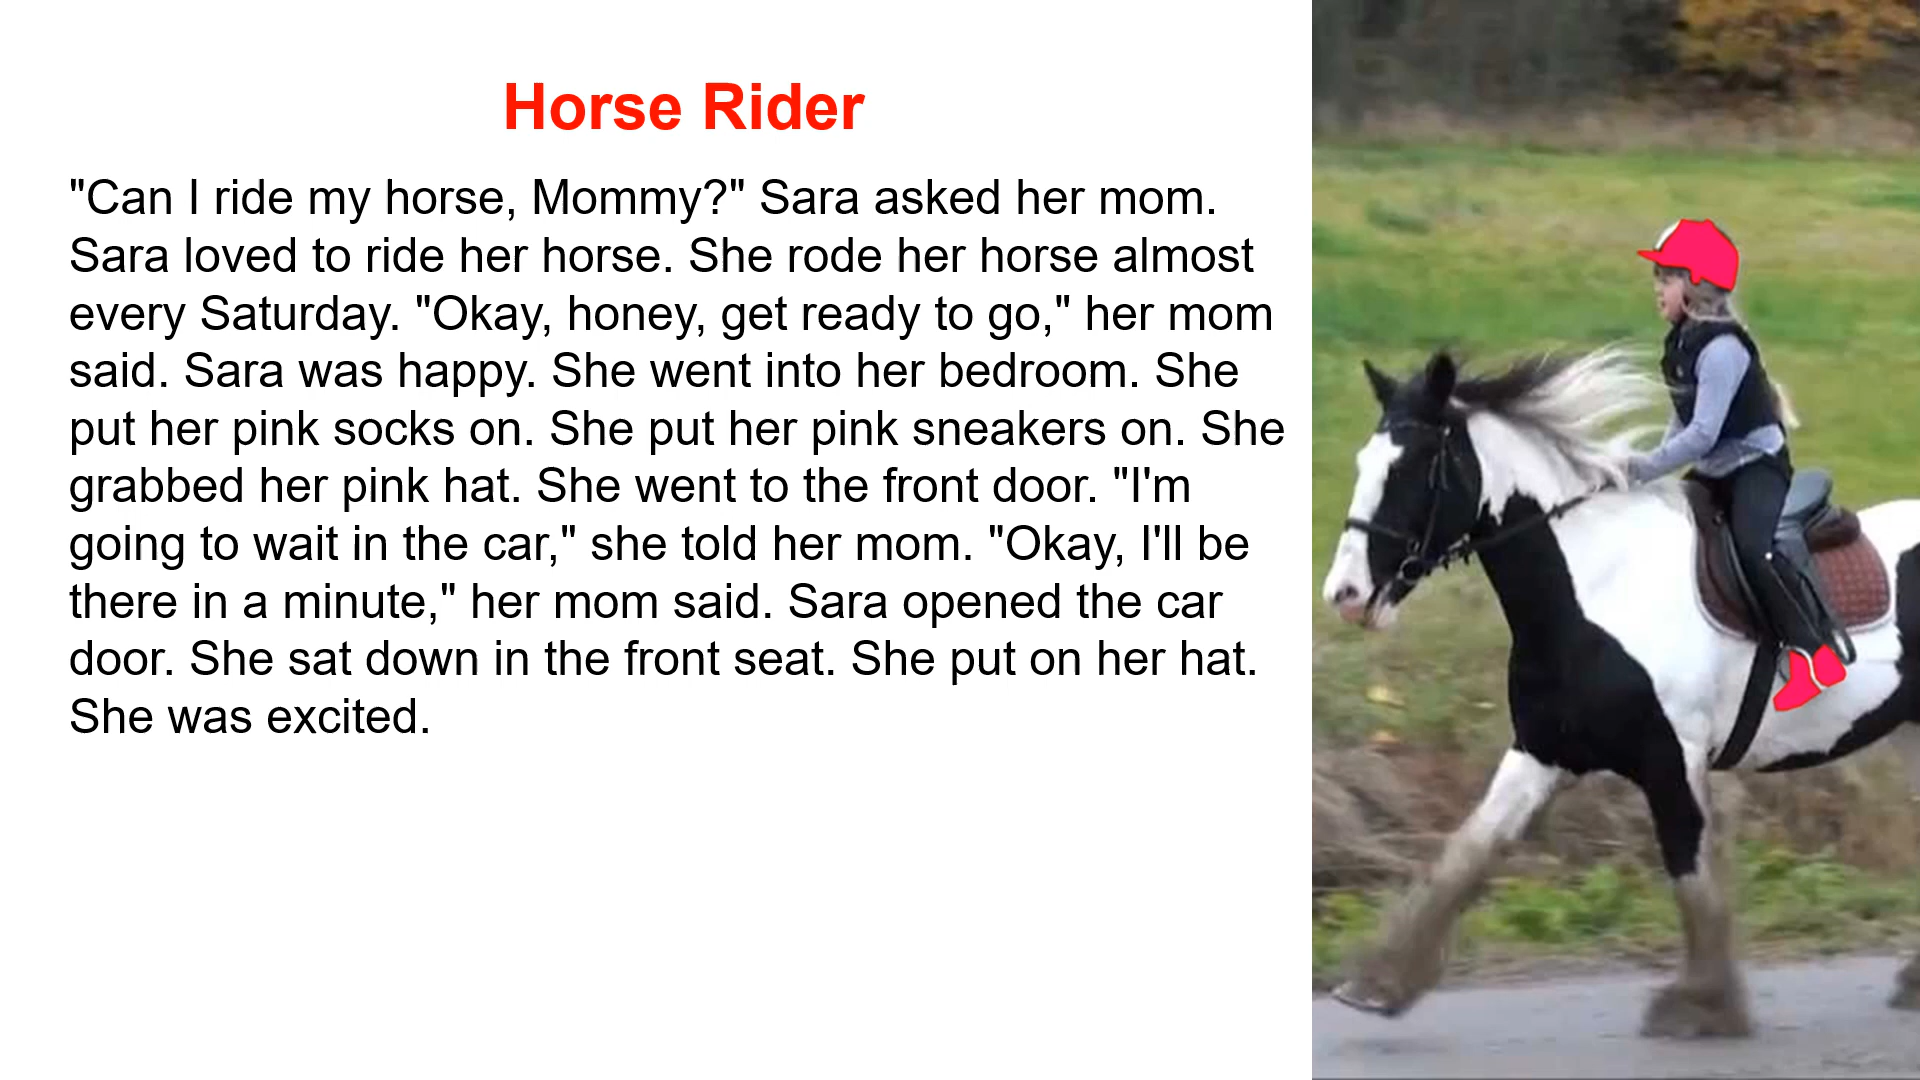 Horse Rider
"Can I ride my horse, Mommy?" Sara asked her mom.
Sara loved to ride her horse. She rode her horse almost
every Saturday. "Okay, honey, get ready to go," her mom
said. Sara was happy. She went into her bedroom. She
put her pink socks on. She put her pink sneakers on. She
grabbed her pink hat. She went to the front door. "I'm
going to wait in the car," she told her mom. "Okay, I'll be
there in a minute," her mom said. Sara opened the car
door. She sat down in the front seat. She put on her hat.
She was excited.